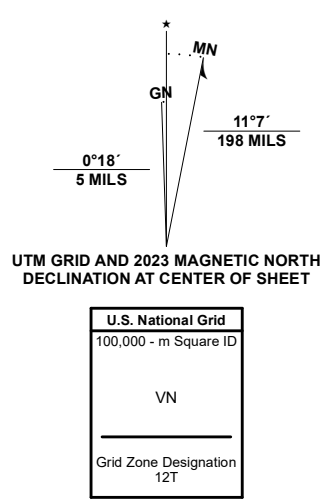 ★
MN
GN
11°7´
198 MILS
0°18´
5 MILS
UTM GRID AND 2023 MAGNETIC NORTH
DECLINATION AT CENTER OF SHEET
U.S. National Grid
100,000 - m Square ID
VN
Grid Zone Designation
12T